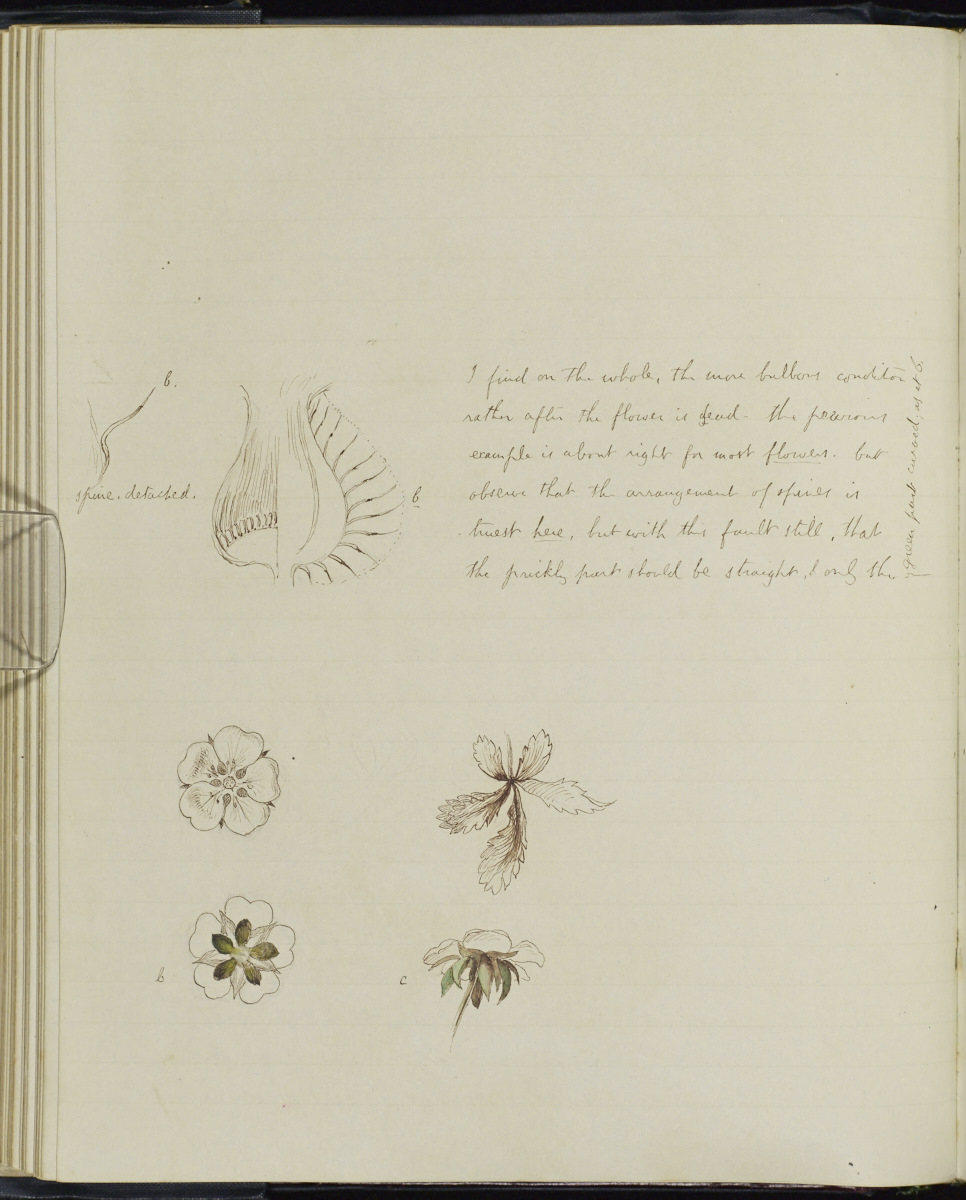 b.
spine. detached.
b
I find on the whole, the more bulbous condition
rather after the flower is dead - the previous
example is about right for most flowers. but
observe that the arrangement of spines is
truest here, but with this fault still, that
the prickly part should be straight, & only the
green part curved, as at b.
b
c